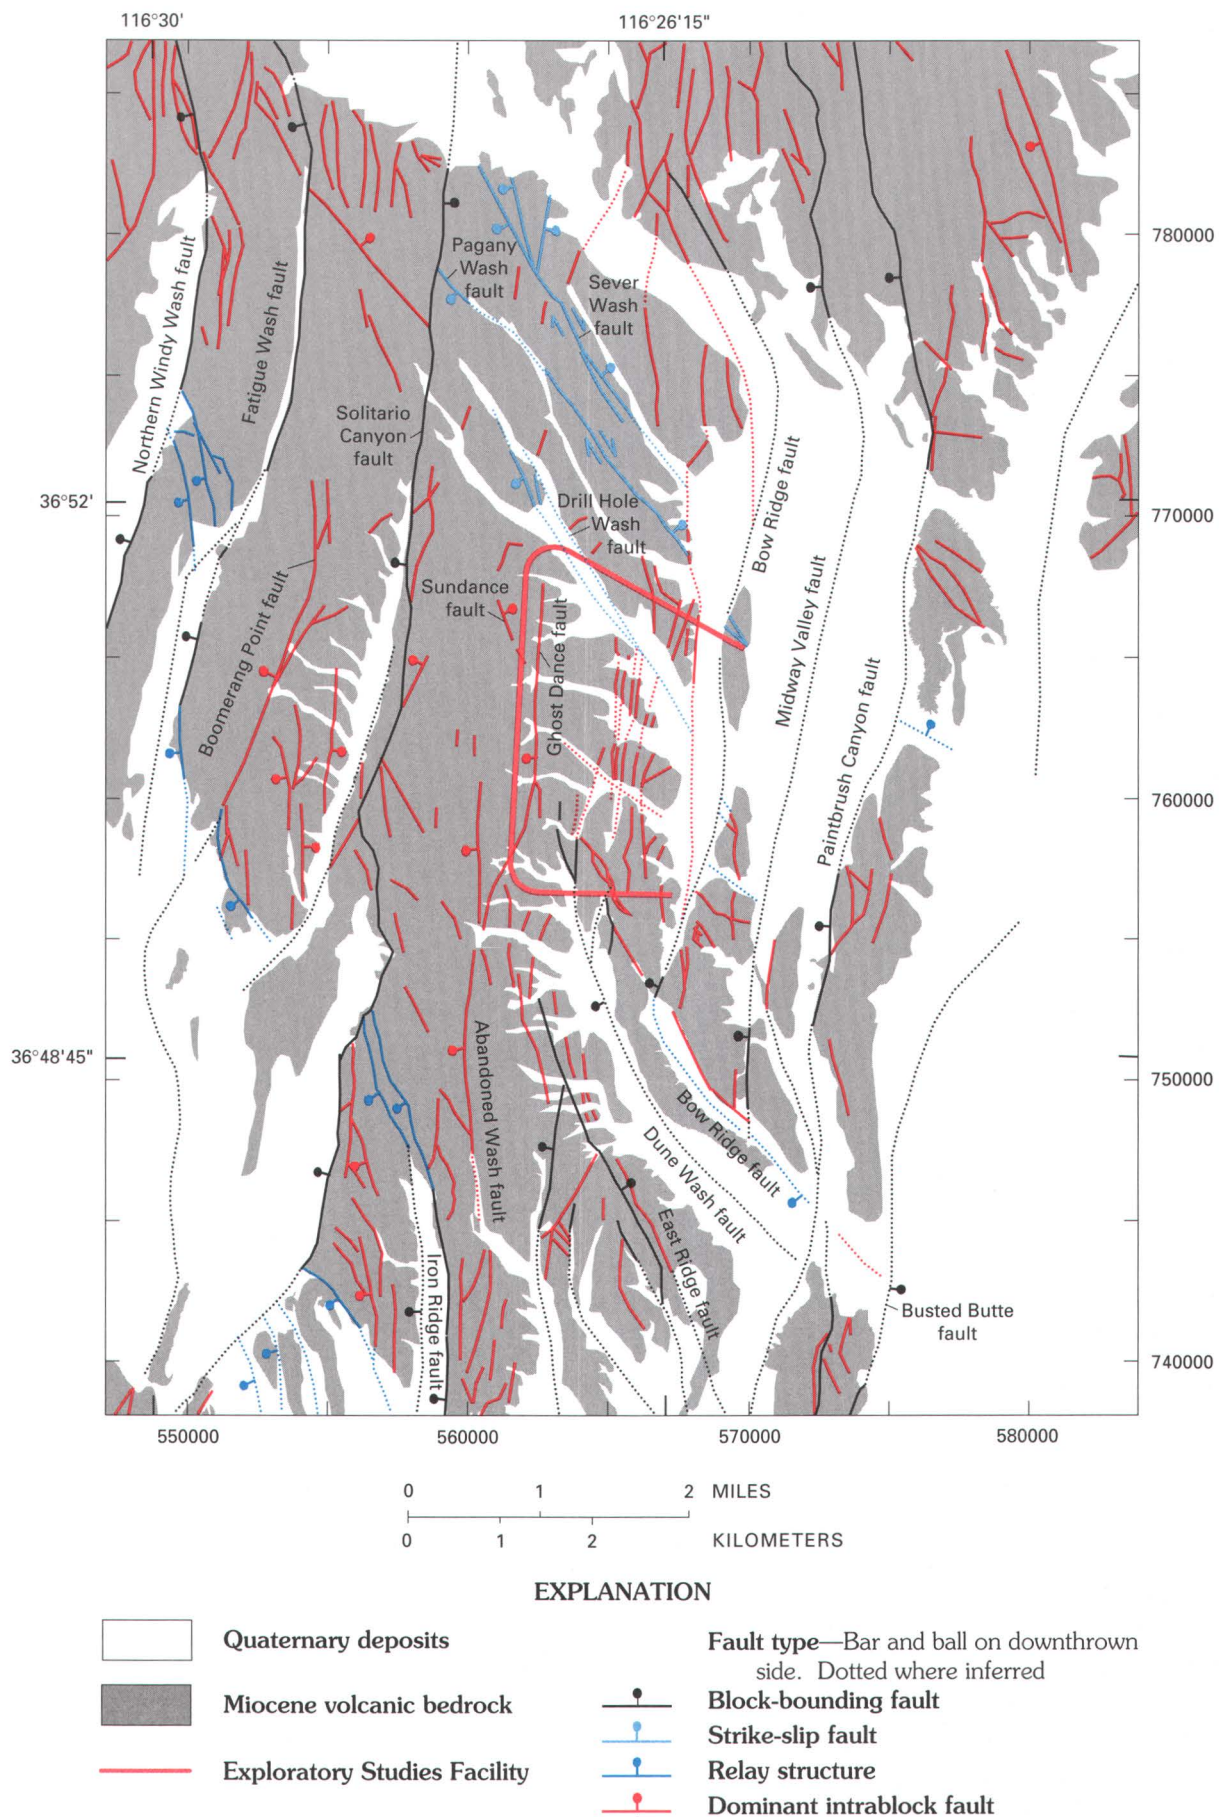 116°30'
116°26'15"
780000
770000
760000
750000
740000
36°52'
36°48'45"
550000
560000
570000
580000
Northern Windy Wash fault
Fatigue Wash fault
Pagany
Wash
fault
Sever
Wash
fault
Solitario
Canyon
fault
Drill Hole
Wash
fault
Bow Ridge fault
Midway Valley fault
Boomerang Point fault
Sundance
fault
Ghost Dance fault
Paintbrush Canyon fault
Abandoned Wash fault
Bow Ridge fault
Dune Wash fault
East Ridge fault
Iron Ridge fault
Busted Butte
fault
0 1 2 MILES
0 1 2 KILOMETERS
EXPLANATION
Quaternary deposits
Miocene volcanic bedrock
Exploratory Studies Facility
Fault type—Bar and ball on downthrown
side. Dotted where inferred
Block-bounding fault
Strike-slip fault
Relay structure
Dominant intrablock fault